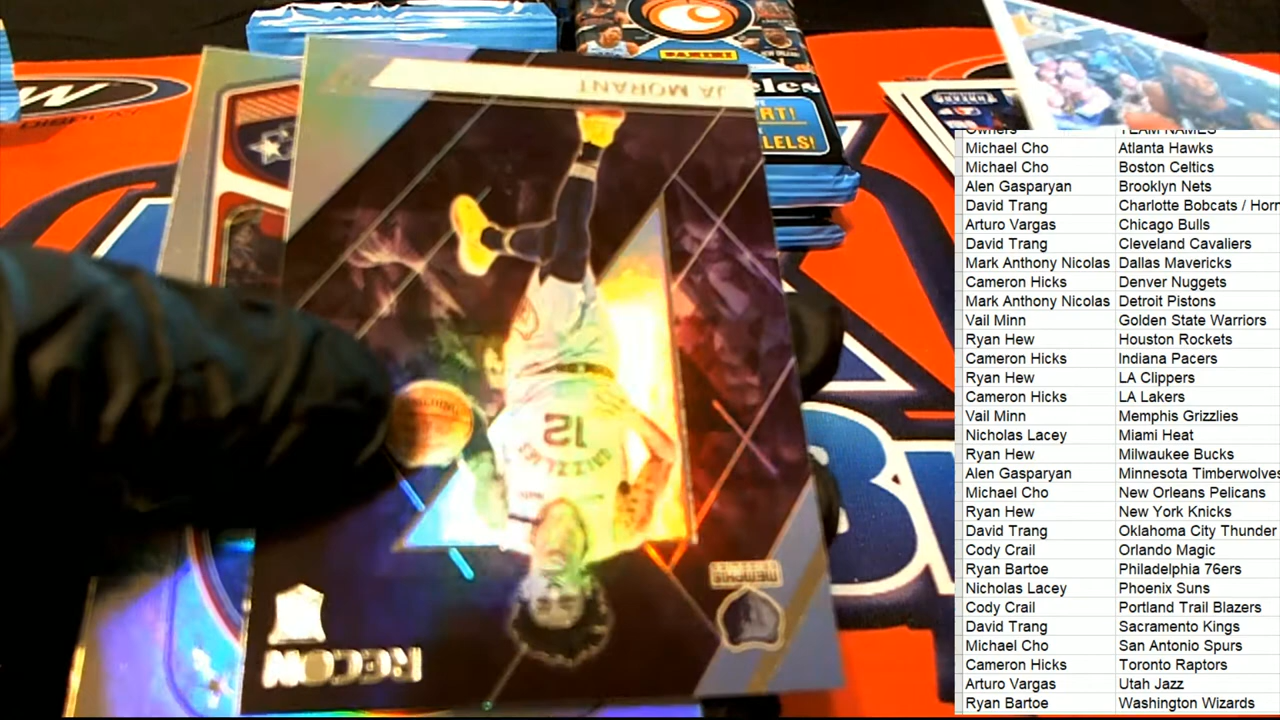 PANINI
RT!
LELS!
W
DISPLAY
JA MORANT
12
GRIZZLIES
MEMPHIS
RECON
Owners TEAM NAMES
Michael Cho Atlanta Hawks
Michael Cho Boston Celtics
Alen Gasparyan Brooklyn Nets
David Trang Charlotte Bobcats / Horn
Arturo Vargas Chicago Bulls
David Trang Cleveland Cavaliers
Mark Anthony Nicolas Dallas Mavericks
Cameron Hicks Denver Nuggets
Mark Anthony Nicolas Detroit Pistons
Vail Minn Golden State Warriors
Ryan Hew Houston Rockets
Cameron Hicks Indiana Pacers
Ryan Hew LA Clippers
Cameron Hicks LA Lakers
Vail Minn Memphis Grizzlies
Nicholas Lacey Miami Heat
Ryan Hew Milwaukee Bucks
Alen Gasparyan Minnesota Timberwolves
Michael Cho New Orleans Pelicans
Ryan Hew New York Knicks
David Trang Oklahoma City Thunder
Cody Crail Orlando Magic
Ryan Bartoe Philadelphia 76ers
Nicholas Lacey Phoenix Suns
Cody Crail Portland Trail Blazers
David Trang Sacramento Kings
Michael Cho San Antonio Spurs
Cameron Hicks Toronto Raptors
Arturo Vargas Utah Jazz
Ryan Bartoe Washington Wizards